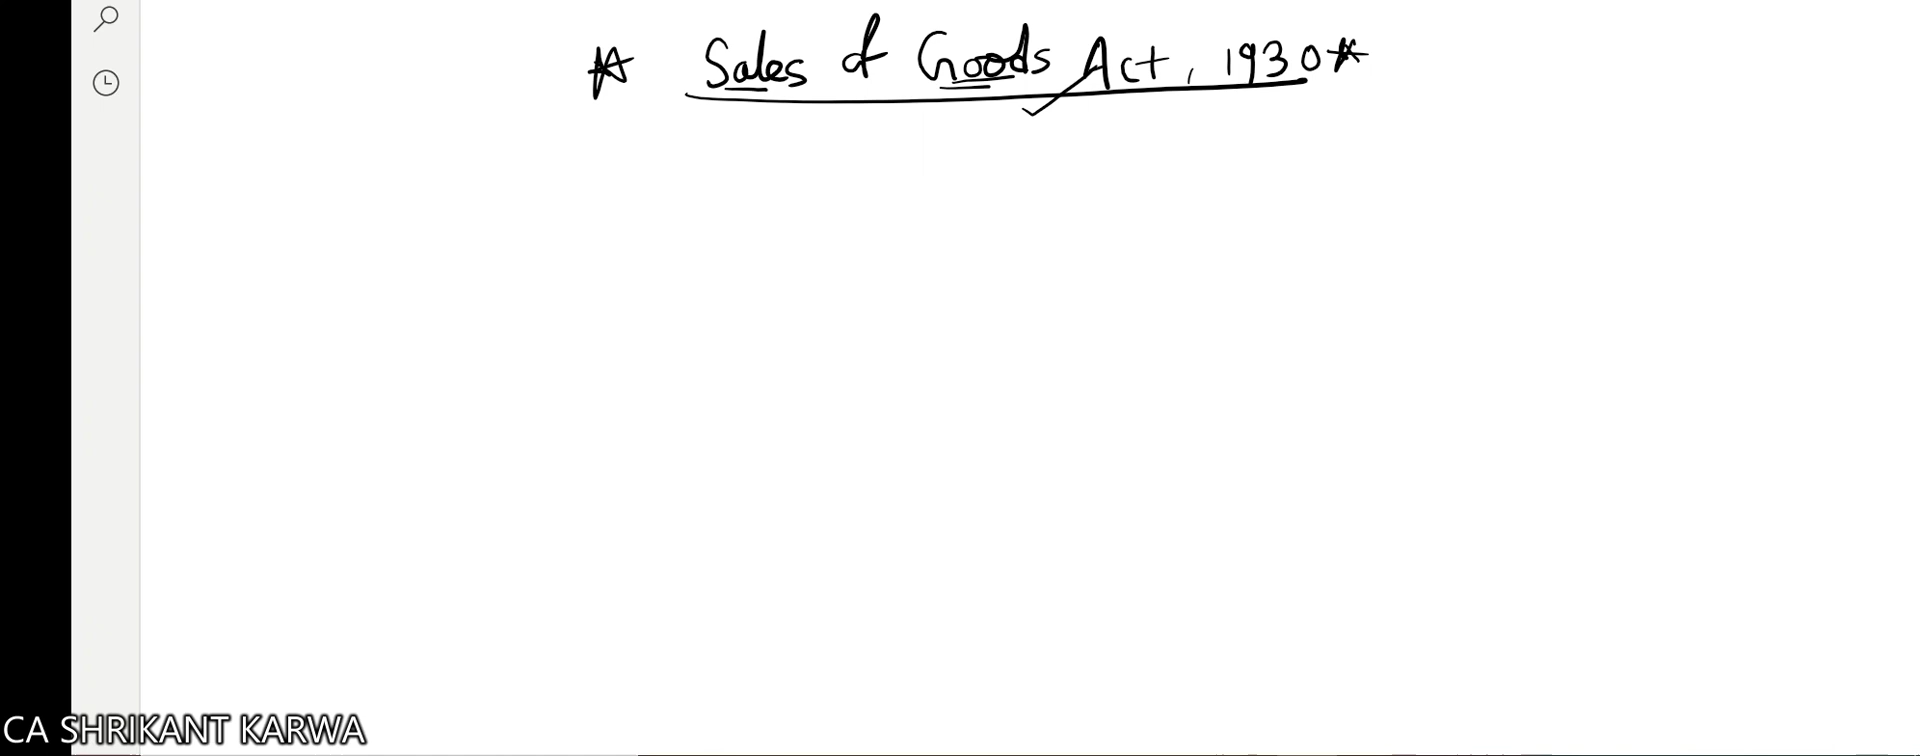 * Sales of Goods Act, 1930 *
CA SHRIKANT KARWA